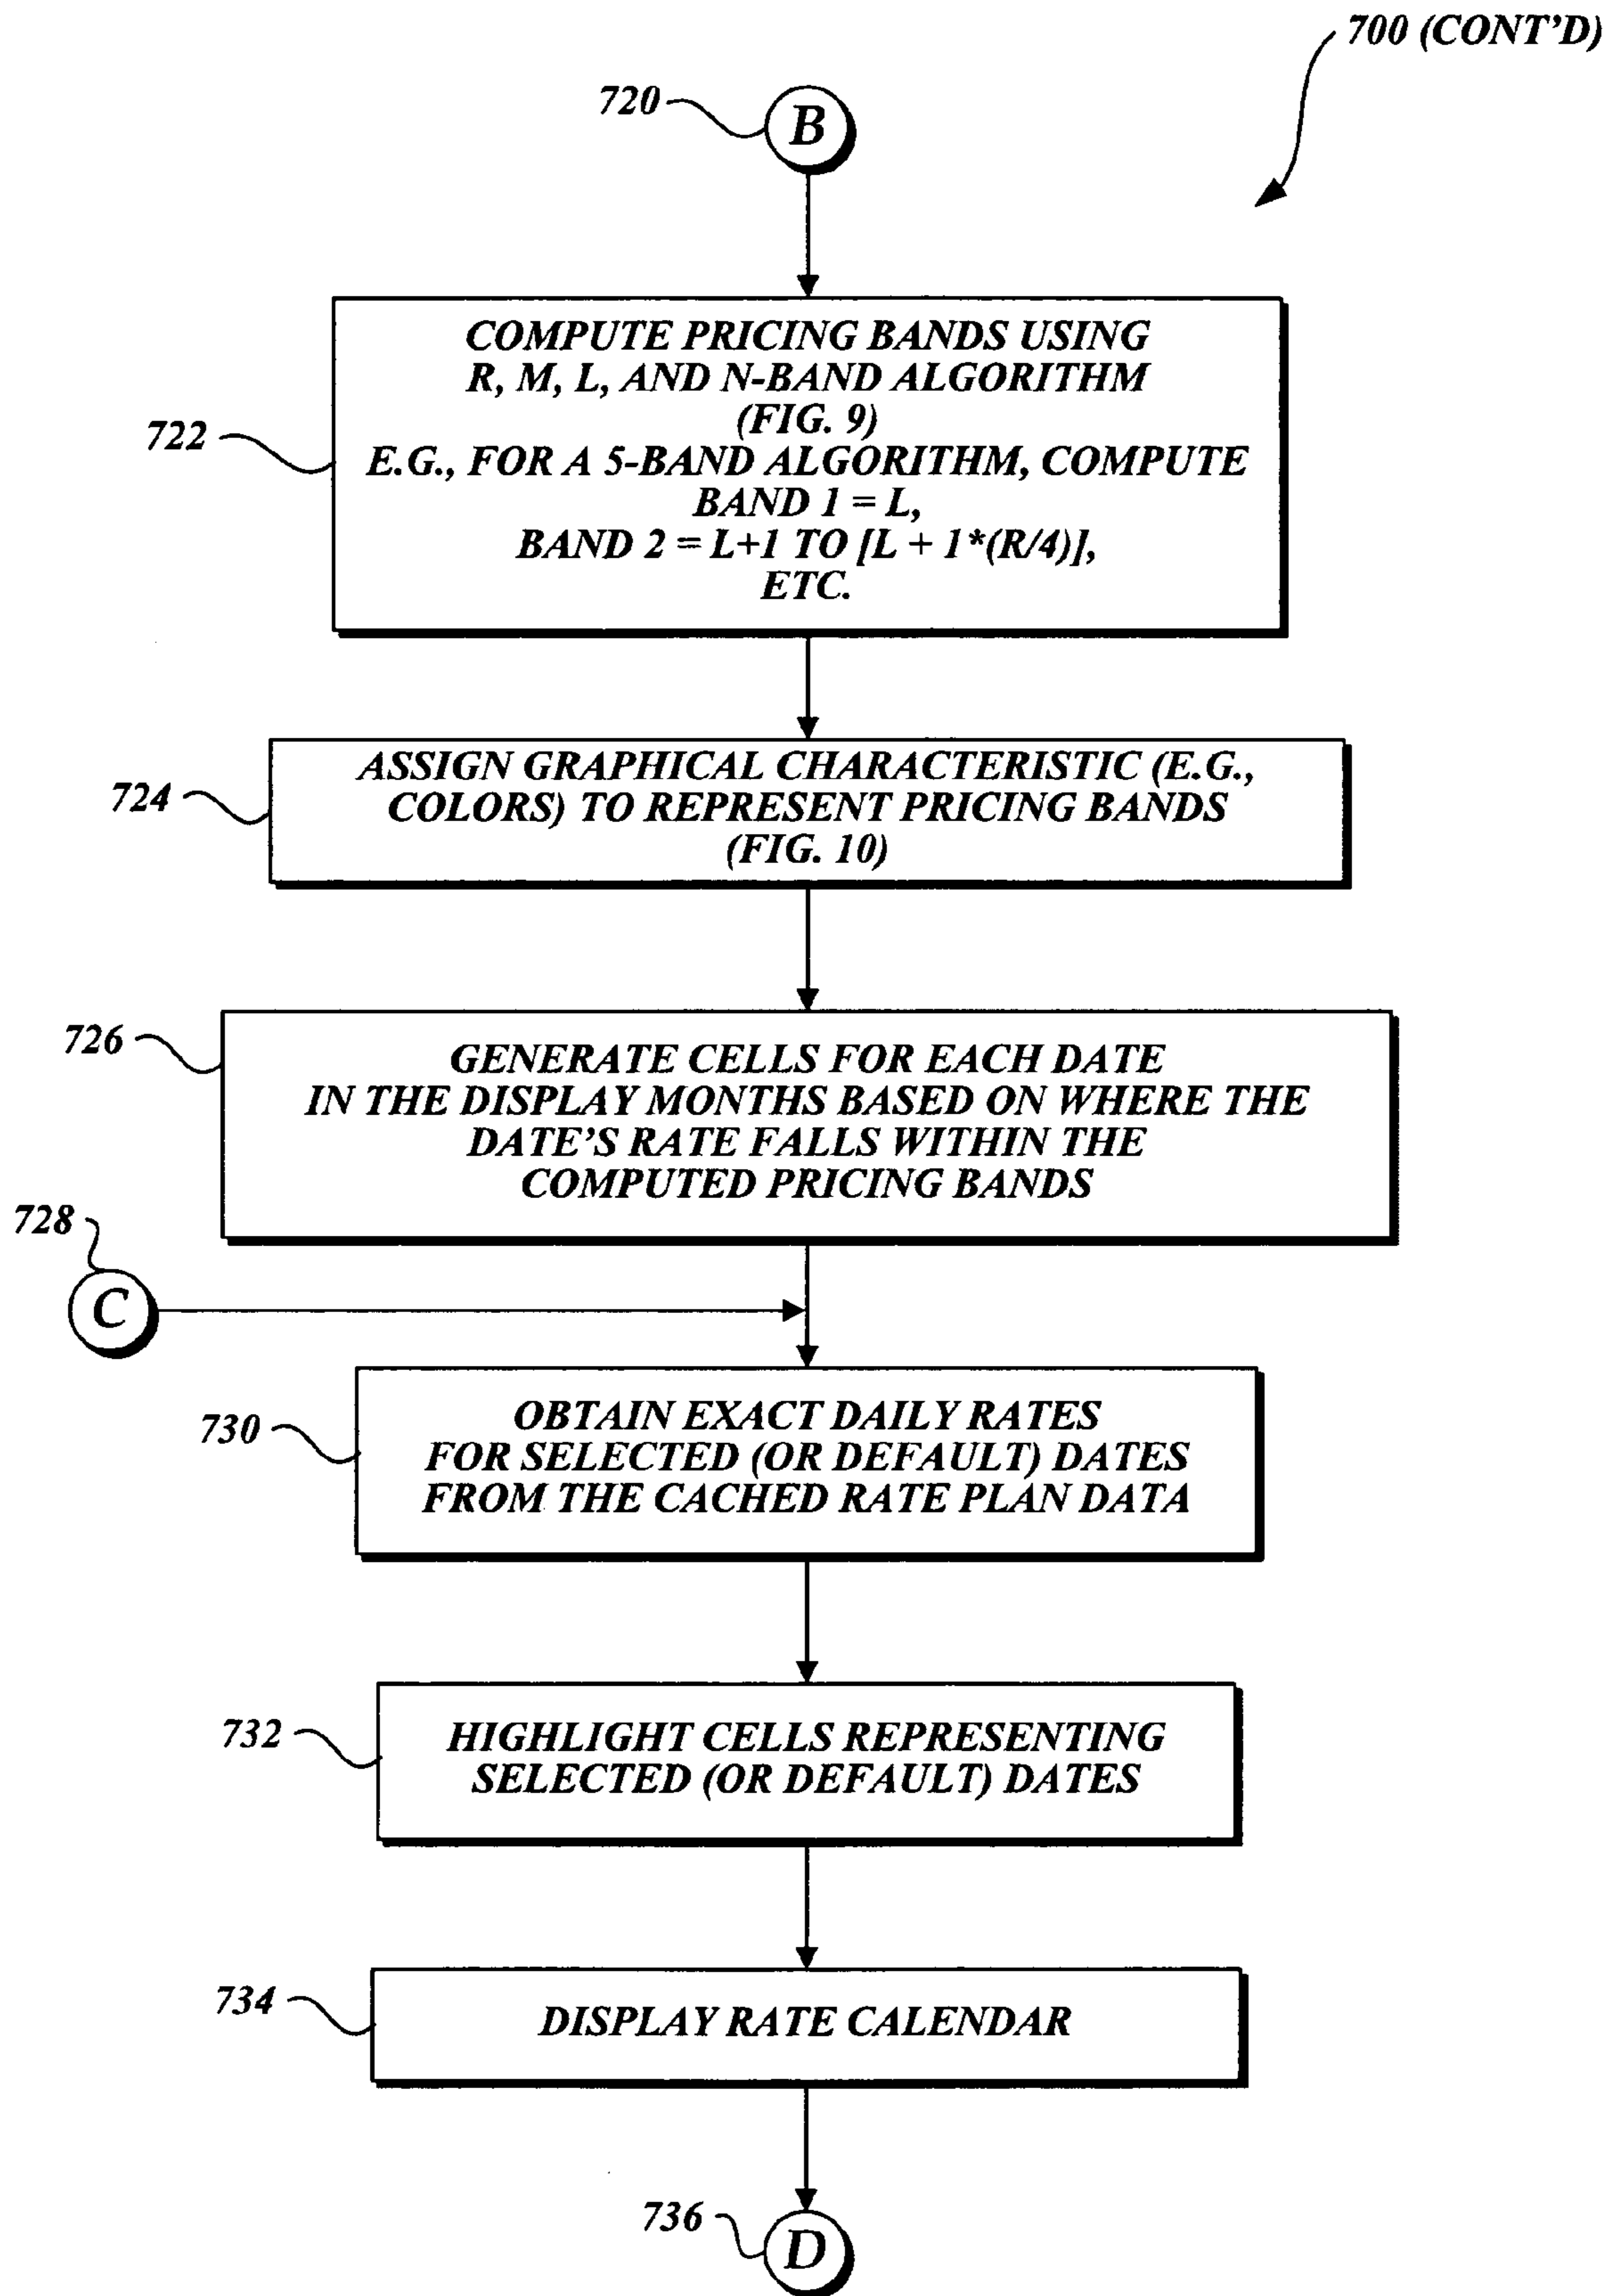 700 (CONT'D)
720
B
COMPUTE PRICING BANDS USING
R, M, L, AND N-BAND ALGORITHM
(FIG. 9)
722
E.G., FOR A 5-BAND ALGORITHM, COMPUTE
BAND 1 = L,
BAND 2 = L+1 TO [L + 1*(R/4)],
ETC.
724
ASSIGN GRAPHICAL CHARACTERISTIC (E.G.,
COLORS) TO REPRESENT PRICING BANDS
(FIG. 10)
726
GENERATE CELLS FOR EACH DATE
IN THE DISPLAY MONTHS BASED ON WHERE THE
DATE'S RATE FALLS WITHIN THE
COMPUTED PRICING BANDS
728
C
730
OBTAIN EXACT DAILY RATES
FOR SELECTED (OR DEFAULT) DATES
FROM THE CACHED RATE PLAN DATA
732
HIGHLIGHT CELLS REPRESENTING
SELECTED (OR DEFAULT) DATES
734
DISPLAY RATE CALENDAR
736
D